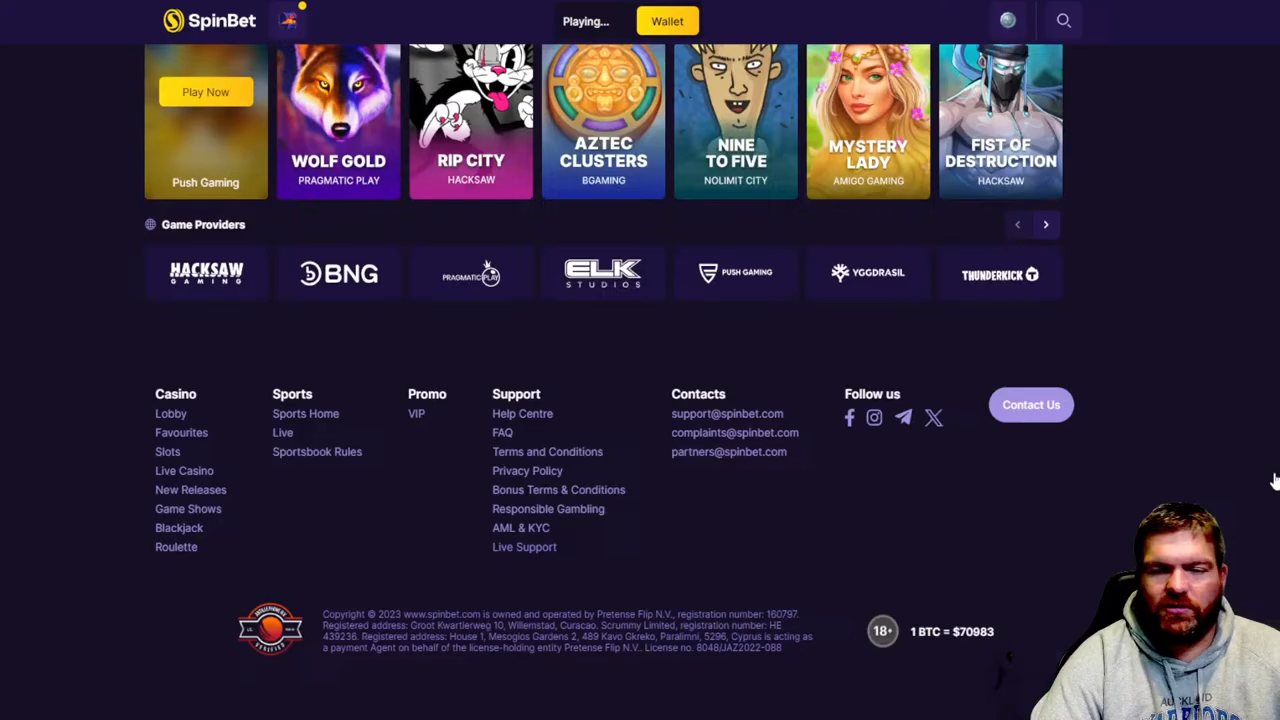 SpinBet
Playing...
Wallet
Play Now
Push Gaming
WOLF GOLD
PRAGMATIC PLAY
RIP CITY
HACKSAW
AZTEC
CLUSTERS
BGAMING
NINE
TO FIVE
NOLIMIT CITY
MYSTERY
LADY
AMIGO GAMING
FIST OF
DESTRUCTION
HACKSAW
Game Providers
HACKSAW
GAMING
BNG
PRAGMATIC PLAY
ELK
STUDIOS
PUSH GAMING
YGGDRASIL
THUNDERKICK
Casino
Lobby
Favourites
Slots
Live Casino
New Releases
Game Shows
Blackjack
Roulette
Sports
Sports Home
Live
Sportsbook Rules
Promo
VIP
Support
Help Centre
FAQ
Terms and Conditions
Privacy Policy
Bonus Terms & Conditions
Responsible Gambling
AML & KYC
Live Support
Contacts
support@spinbet.com
complaints@spinbet.com
partners@spinbet.com
Follow us
Contact Us
Copyright © 2023 www.spinbet.com is owned and operated by Pretense Flip N.V., registration number: 160797.
Registered address: Groot Kwartierweg 10, Willemstad, Curacao. Scrummy Limited, registration number: HE
439236. Registered address: House 1, Mesogios Gardens 2, 489 Kavo Gkreko, Paralimni, 5296, Cyprus is acting as
a payment Agent on behalf of the license-holding entity Pretense Flip N.V.. License no. 8048/JAZ2022-088
18+
1 BTC = $70983
AUCKLAND